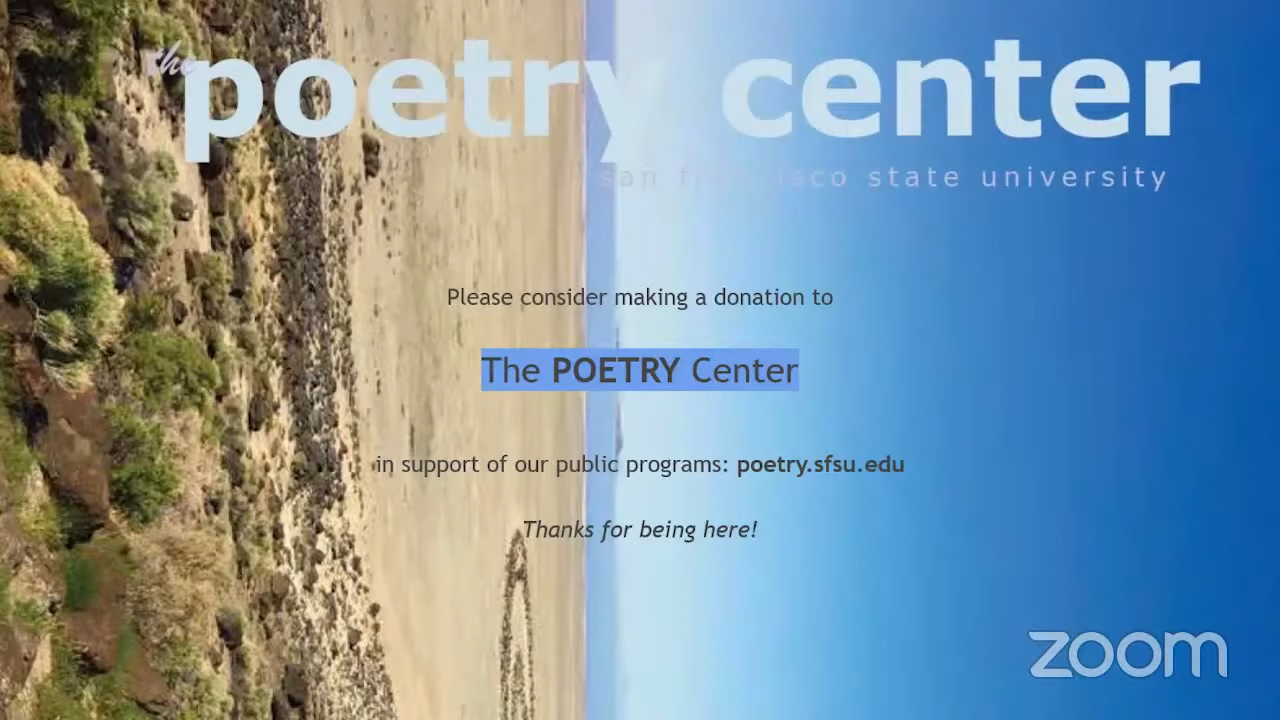 the poetry center
san francisco state university
Please consider making a donation to
The POETRY Center
in support of our public programs: poetry.sfsu.edu
Thanks for being here!
zoom